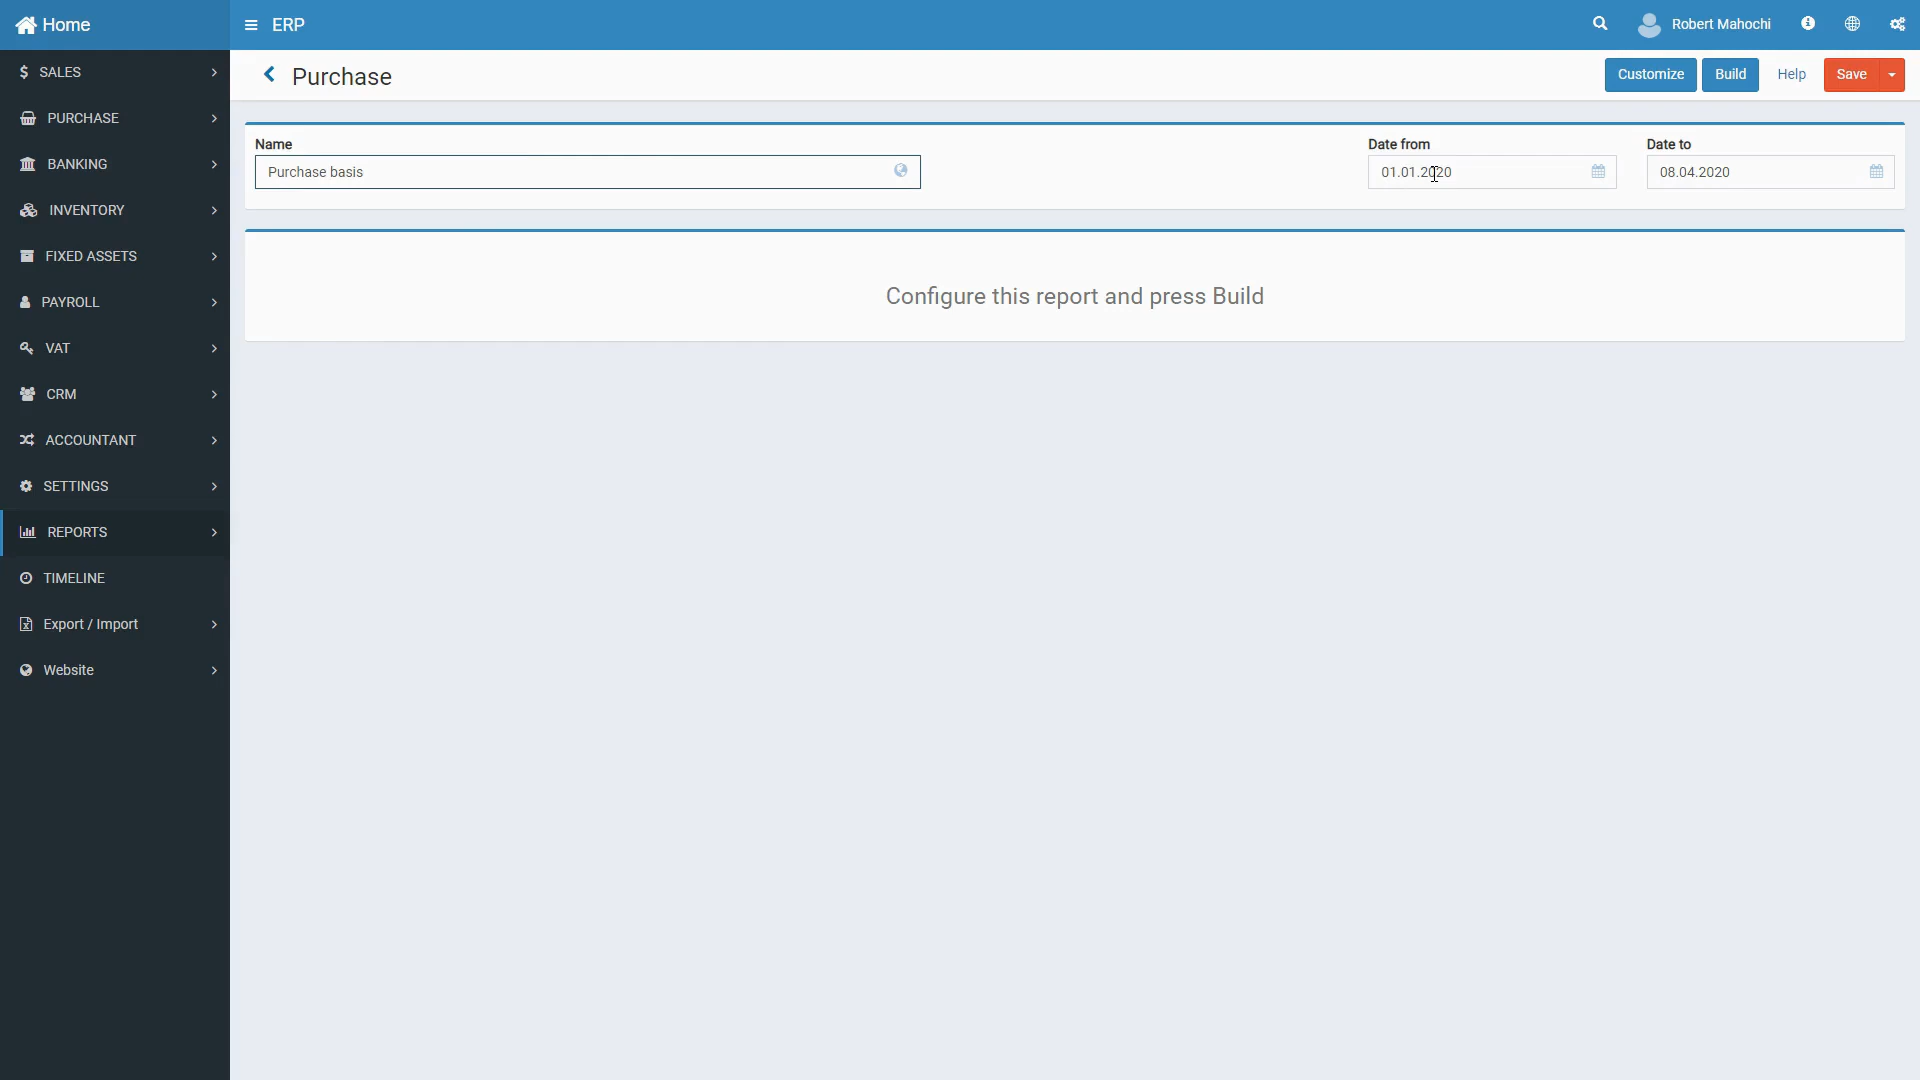 Home
ERP
Robert Mahochi
SALES
PURCHASE
BANKING
INVENTORY
FIXED ASSETS
PAYROLL
VAT
CRM
ACCOUNTANT
SETTINGS
REPORTS
TIMELINE
Export / Import
Website
Purchase
Customize
Build
Help
Save
Name
Purchase basis
Date from
01.01.2020
Date to
08.04.2020
Configure this report and press Build